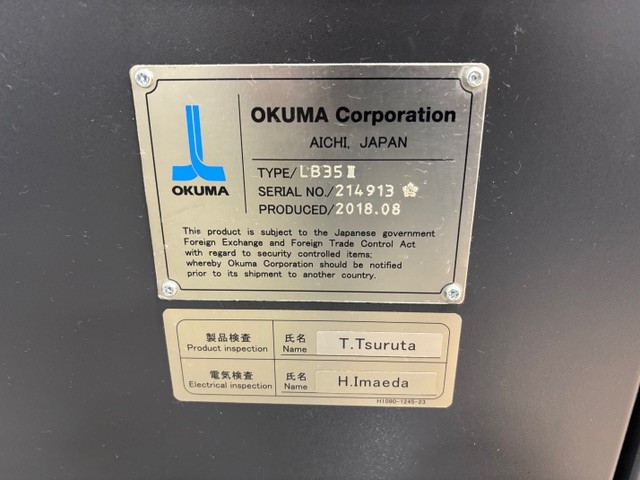 OKUMA
OKUMA Corporation
AICHI, JAPAN
TYPE/LB35Ⅱ
SERIAL NO./214913
PRODUCED/2018.08
This product is subject to the Japanese government
Foreign Exchange and Foreign Trade Control Act
with regard to security controlled items;
whereby Okuma Corporation should be notified
prior to its shipment to another country.
製品検査 氏名
Product inspection Name T.Tsuruta
電気検査 氏名
Electrical inspection Name H.Imaeda
H1080-1245-23